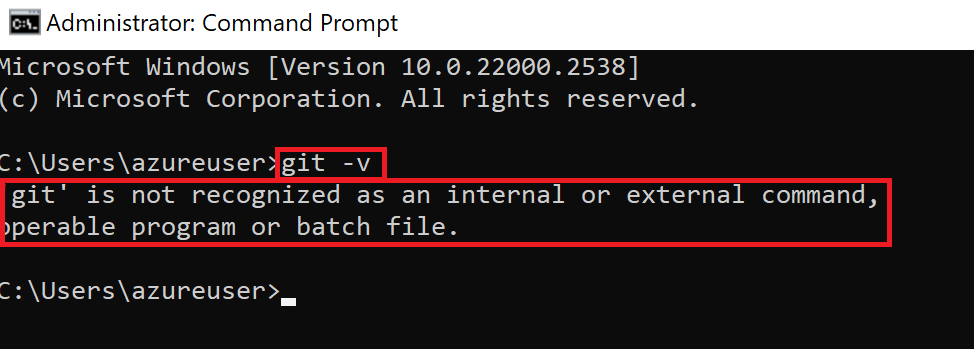 Administrator: Command Prompt
Microsoft Windows [Version 10.0.22000.2538]
(c) Microsoft Corporation. All rights reserved.
C:\Users\azureuser>git -v
'git' is not recognized as an internal or external command,
operable program or batch file.
C:\Users\azureuser>